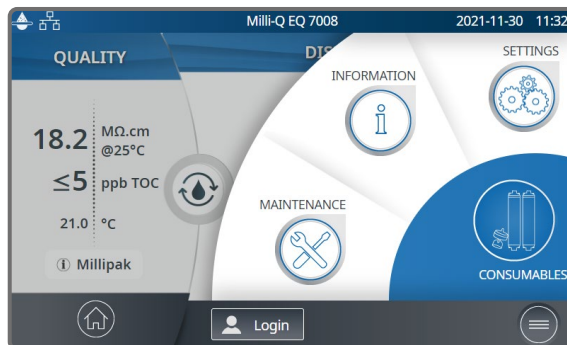 Milli-Q EQ 7008
2021-11-30 11:32
QUALITY
DIS
INFORMATION
SETTINGS
18.2
MΩ.cm
@25°C
≤5
ppb TOC
21.0 °C
Millipak
MAINTENANCE
CONSUMABLES
Login